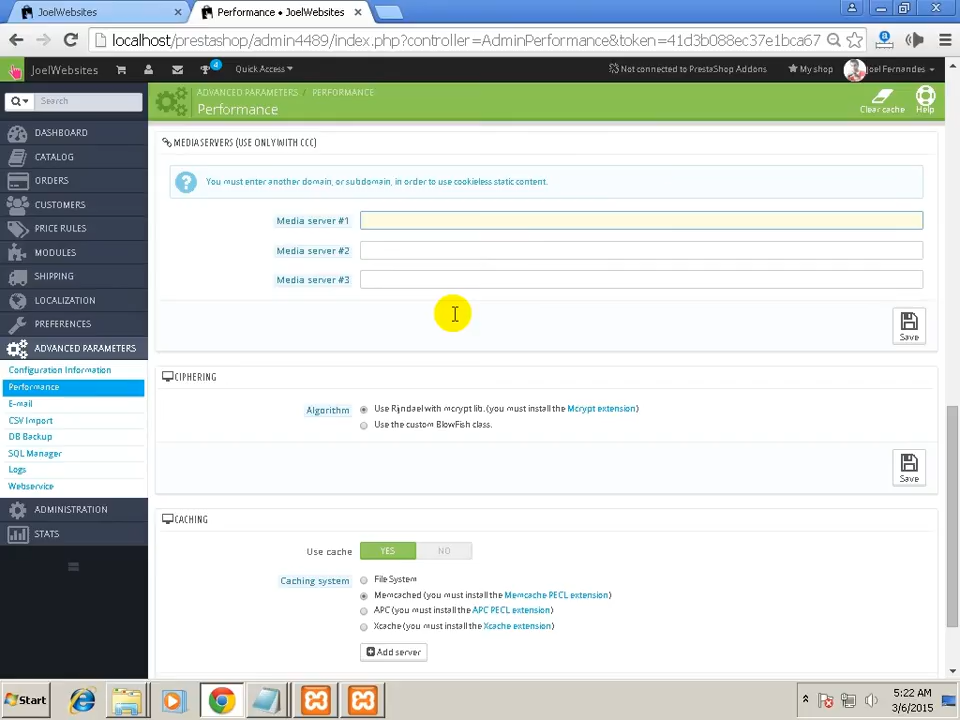 JoelWebsites
Performance • JoelWebsites
localhost/prestashop/admin4489/index.php?controller=AdminPerformance&token=41d3b088ec37e1bca67
JoelWebsites
4
Quick Access
Not connected to PrestaShop Addons
My shop
Joel Fernandes
Search
ADVANCED PARAMETERS / PERFORMANCE
Performance
Clear cache
Help
DASHBOARD
CATALOG
ORDERS
CUSTOMERS
PRICE RULES
MODULES
SHIPPING
LOCALIZATION
PREFERENCES
ADVANCED PARAMETERS
Configuration Information
Performance
E-mail
CSV Import
DB Backup
SQL Manager
Logs
Webservice
ADMINISTRATION
STATS
MEDIA SERVERS (USE ONLY WITH CCC)
You must enter another domain, or subdomain, in order to use cookieless static content.
Media server #1
Media server #2
Media server #3
Save
CIPHERING
Algorithm
Use Rijndael with mcrypt lib. (you must install the Mcrypt extension)
Use the custom BlowFish class.
Save
CACHING
Use cache
YES
NO
Caching system
File System
Memcached (you must install the Memcache PECL extension)
APC (you must install the APC PECL extension)
Xcache (you must install the Xcache extension)
Add server
Start
5:22 AM
3/6/2015